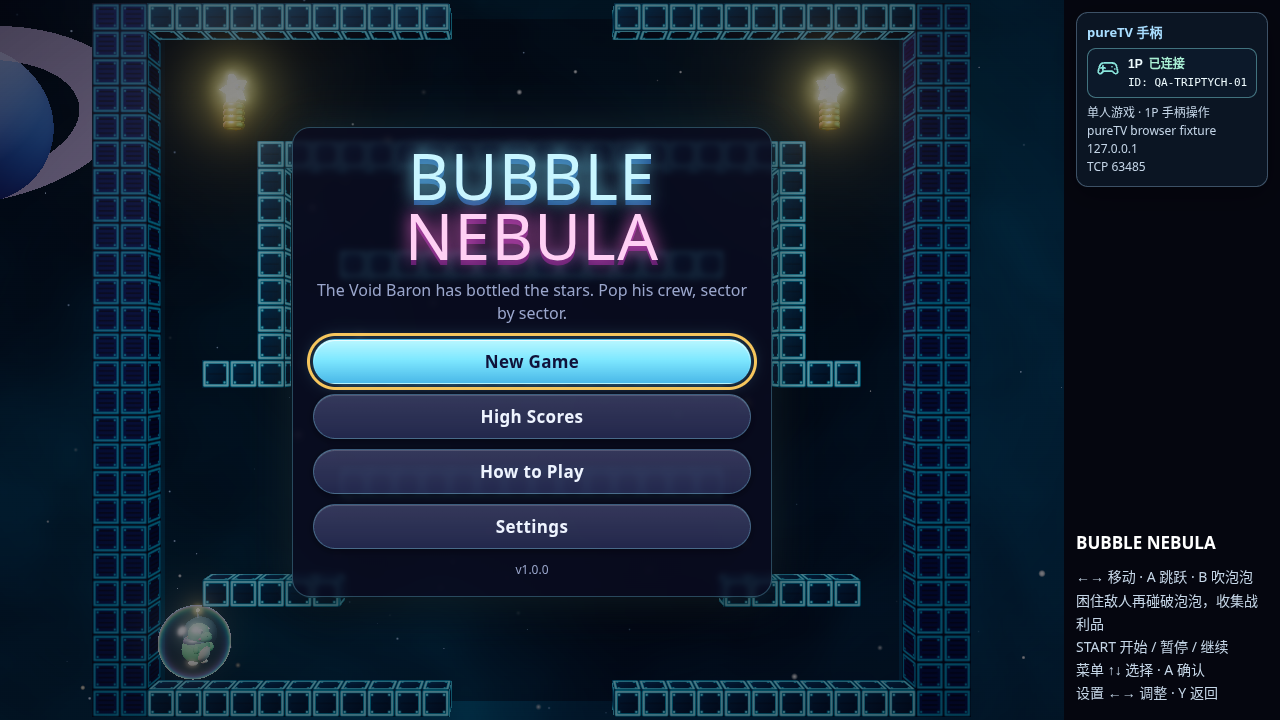 BUBBLE
NEBULA
The Void Baron has bottled the stars. Pop his crew, sector
by sector.
New Game
High Scores
How to Play
Settings
v1.0.0
pureTV 手柄
1P 已连接
ID: QA-TRIPTYCH-01
单人游戏 · 1P 手柄操作
pureTV browser fixture
127.0.0.1
TCP 63485
BUBBLE NEBULA
←→ 移动 · A 跳跃 · B 吹泡泡
困住敌人再碰破泡泡，收集战
利品
START 开始 / 暂停 / 继续
菜单 ↑↓ 选择 · A 确认
设置 ←→ 调整 · Y 返回